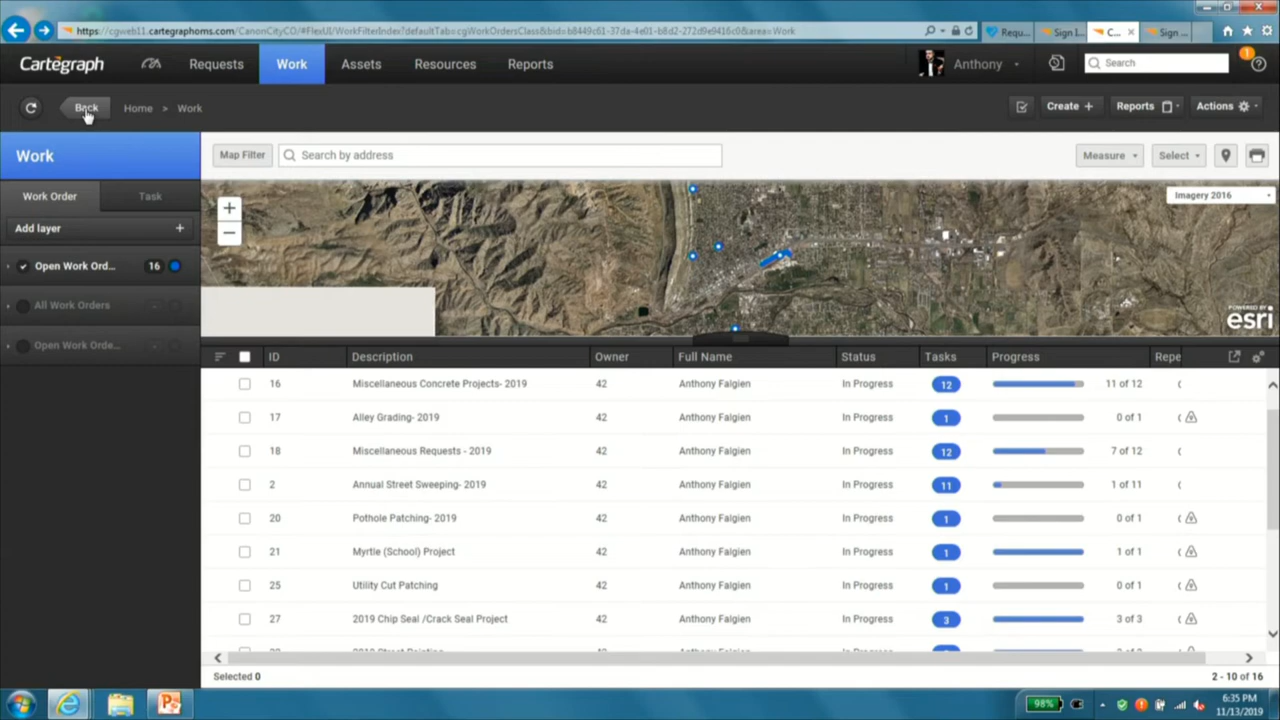 https://cgweb11.cartegraphoms.com/CanonCityCO/#FlexUI/WorkFilterIndex?defaultTab=cgWorkOrdersClass&bid=b8449c61-37da-4e01-b8d2-272d9e9416c0&area=Work
Requ...
Sign I...
C...
Sign ...
Cartegraph
Requests
Work
Assets
Resources
Reports
Anthony
Search
1
Back
Home > Work
Create +
Reports
Actions
Work
Map Filter
Search by address
Measure
Select
Work Order
Task
Imagery 2016
Add layer +
Open Work Ord... 16
All Work Orders
Open Work Orde...
POWERED BY
esri
ID Description Owner Full Name Status Tasks Progress Repe
16 Miscellaneous Concrete Projects- 2019 42 Anthony Falgien In Progress 12 11 of 12 (
17 Alley Grading- 2019 42 Anthony Falgien In Progress 1 0 of 1 (
18 Miscellaneous Requests - 2019 42 Anthony Falgien In Progress 12 7 of 12 (
2 Annual Street Sweeping- 2019 42 Anthony Falgien In Progress 11 1 of 11 (
20 Pothole Patching- 2019 42 Anthony Falgien In Progress 1 0 of 1 (
21 Myrtle (School) Project 42 Anthony Falgien In Progress 1 1 of 1 (
25 Utility Cut Patching 42 Anthony Falgien In Progress 1 0 of 1 (
27 2019 Chip Seal /Crack Seal Project 42 Anthony Falgien In Progress 3 3 of 3 (
Selected 0
2 - 10 of 16
98%
6:35 PM
11/13/2019